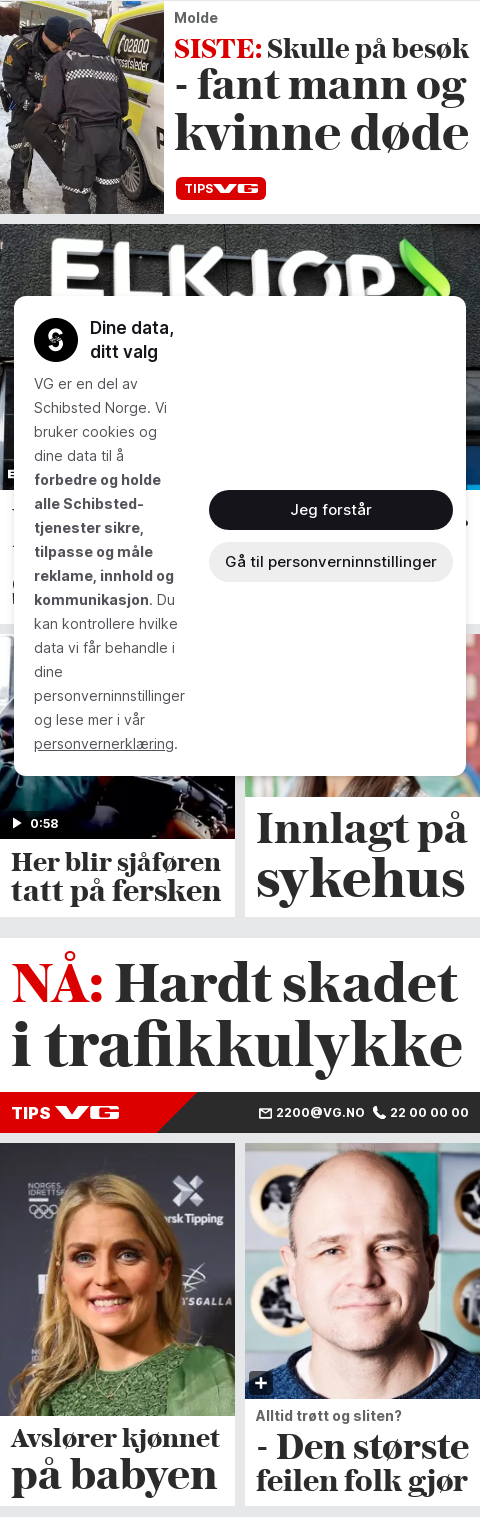 Molde
SISTE: Skulle på besøk
- fant mann og
kvinne døde
TIPS VG
ELKJØP
Dine data,
ditt valg
VG er en del av
Schibsted Norge. Vi
bruker cookies og
dine data til å
forbedre og holde
alle Schibsted-
tjenester sikre,
tilpasse og måle
reklame, innhold og
kommunikasjon. Du
kan kontrollere hvilke
data vi får behandle i
dine
personverninnstillinger
og lese mer i vår
personvernerklæring.
Jeg forstår
Gå til personverninnstillinger
0:58
Her blir sjåføren
tatt på fersken
Innlagt på
sykehus
NÅ: Hardt skadet
i trafikkulykke
TIPS VG
2200@VG.NO 22 00 00 00
NORGES
Norsk Tipping
Avslører kjønnet
på babyen
Alltid trøtt og sliten?
- Den største
feilen folk gjør